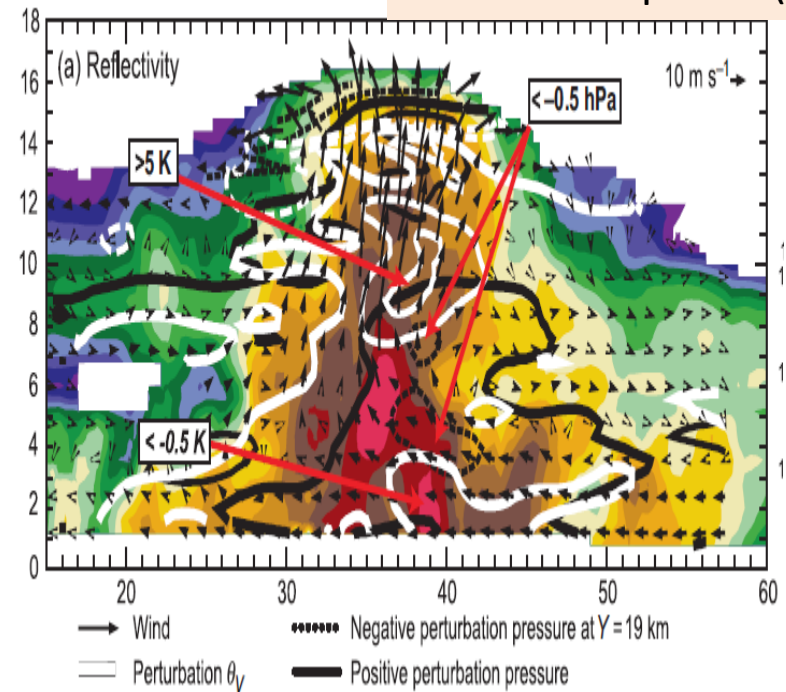 18
(a) Reflectivity
10 m s⁻¹
16
<–0.5 hPa
14
>5 K
12
10
8
6
4
< -0.5 K
2
0
20 30 40 50 60
Wind
Negative perturbation pressure at Y = 19 km
Perturbation θV
Positive perturbation pressure